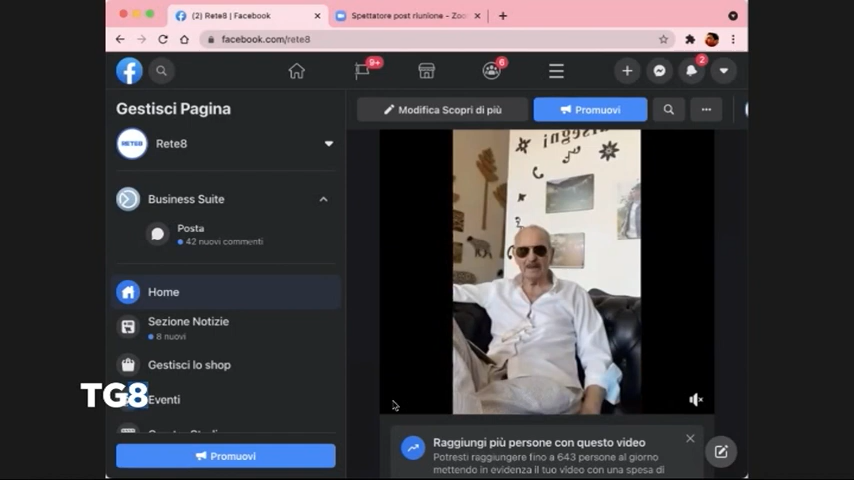 (2) Rete8 | Facebook
Spettatore post riunione - Zoo
facebook.com/rete8
9+
6
2
Gestisci Pagina
Modifica Scopri di più
Promuovi
RETE8
Rete8
Business Suite
Posta
42 nuovi commenti
Home
Sezione Notizie
8 nuovi
Gestisci lo shop
TG8
Eventi
Promuovi
Raggiungi più persone con questo video
Potresti raggiungere fino a 643 persone al giorno
mettendo in evidenza il tuo video con una spesa di